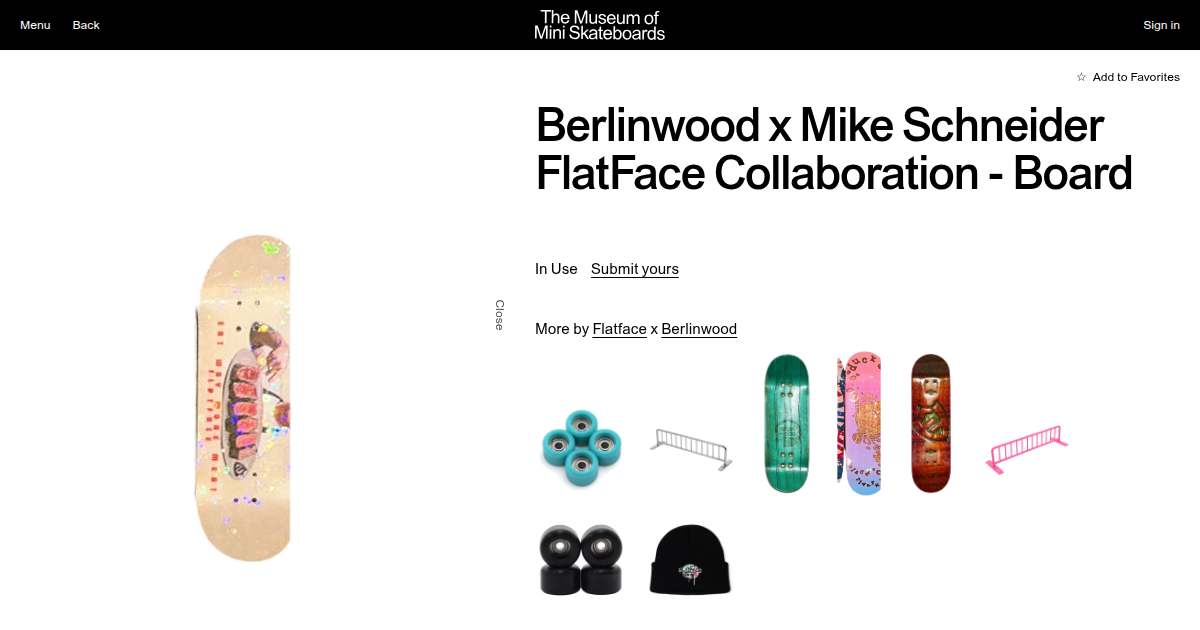 Menu
Back
The Museum of
Mini Skateboards
Sign in
☆ Add to Favorites
Berlinwood x Mike Schneider
FlatFace Collaboration - Board
In Use
Submit yours
Close
More by Flatface x Berlinwood